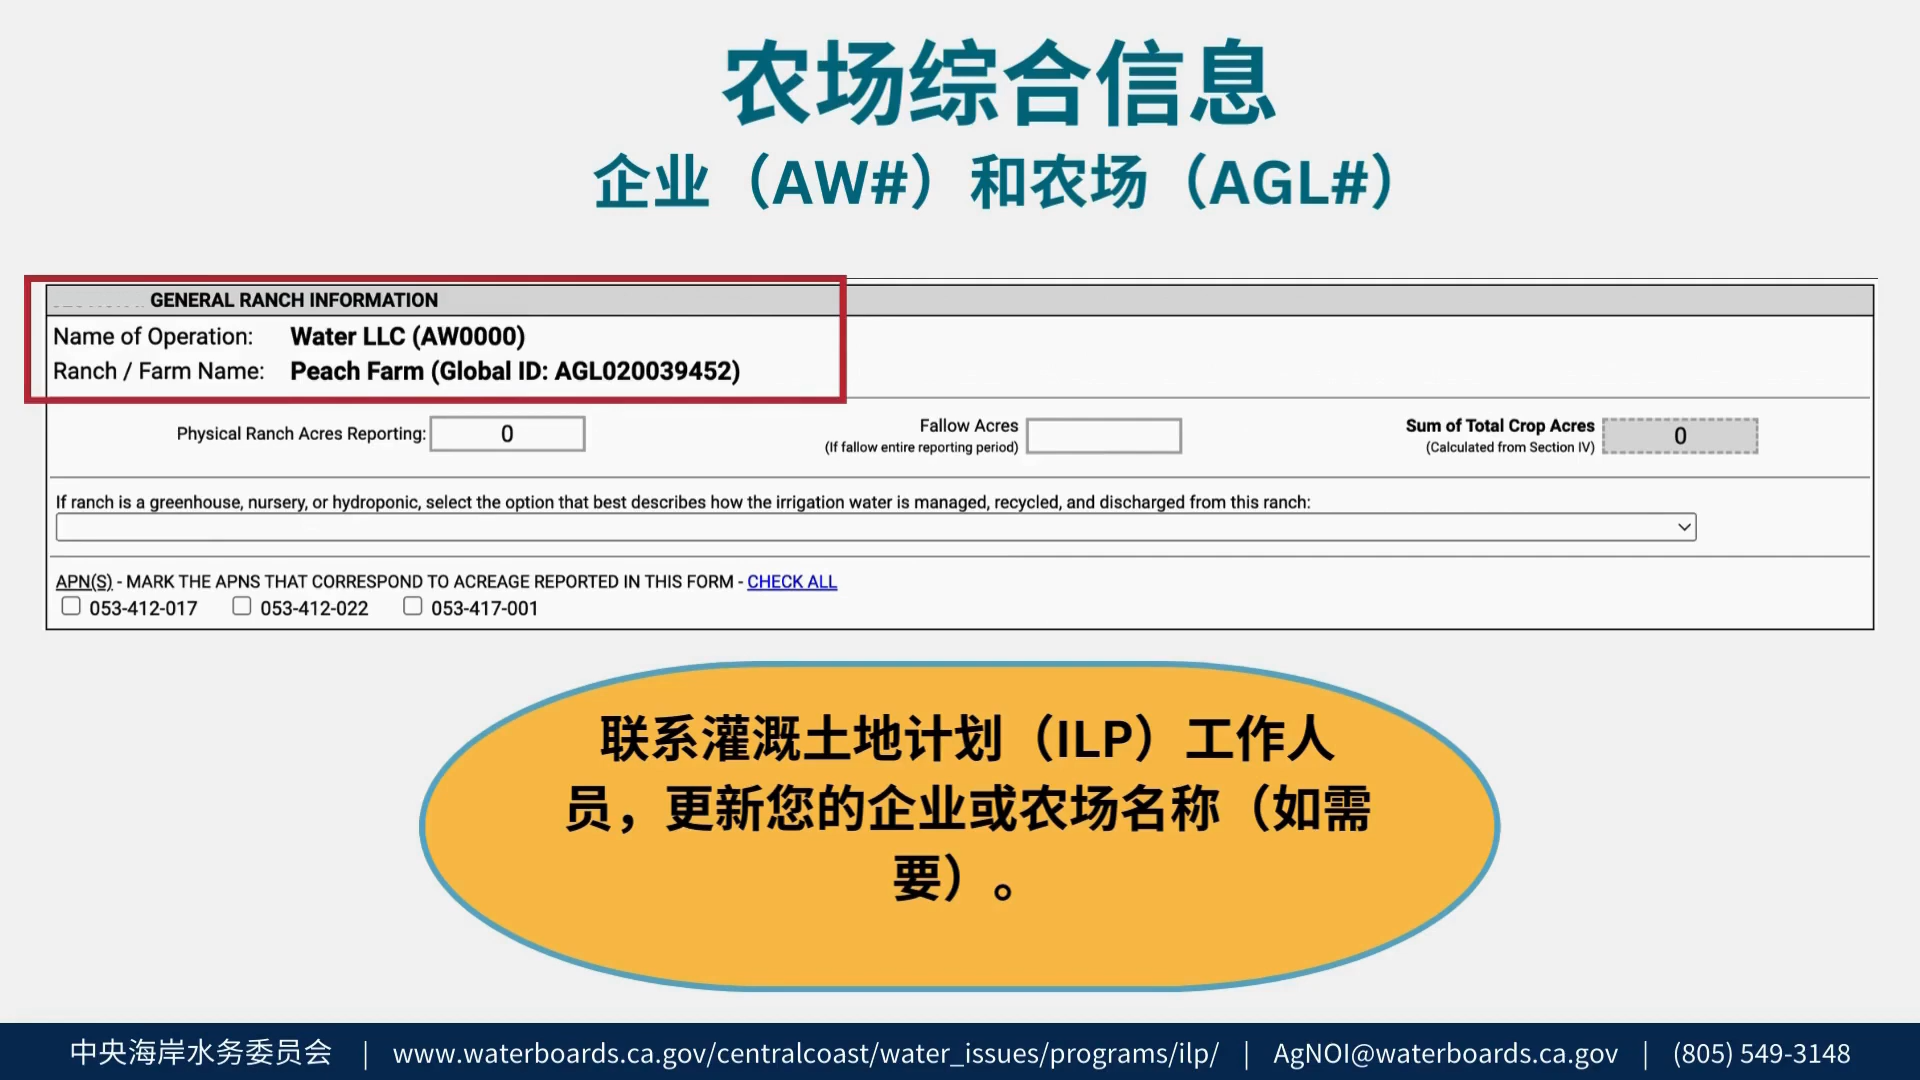 农场综合信息
企业（AW#）和农场（AGL#）
GENERAL RANCH INFORMATION
Name of Operation: Water LLC (AW0000)
Ranch / Farm Name: Peach Farm (Global ID: AGL020039452)
Physical Ranch Acres Reporting: 0
Fallow Acres
(If fallow entire reporting period)
Sum of Total Crop Acres
(Calculated from Section IV)
0
If ranch is a greenhouse, nursery, or hydroponic, select the option that best describes how the irrigation water is managed, recycled, and discharged from this ranch:
APN(S) - MARK THE APNS THAT CORRESPOND TO ACREAGE REPORTED IN THIS FORM - CHECK ALL
053-412-017 053-412-022 053-417-001
联系灌溉土地计划（ILP）工作人
员，更新您的企业或农场名称（如需
要）。
中央海岸水务委员会 | www.waterboards.ca.gov/centralcoast/water_issues/programs/ilp/ | AgNOI@waterboards.ca.gov | (805) 549-3148